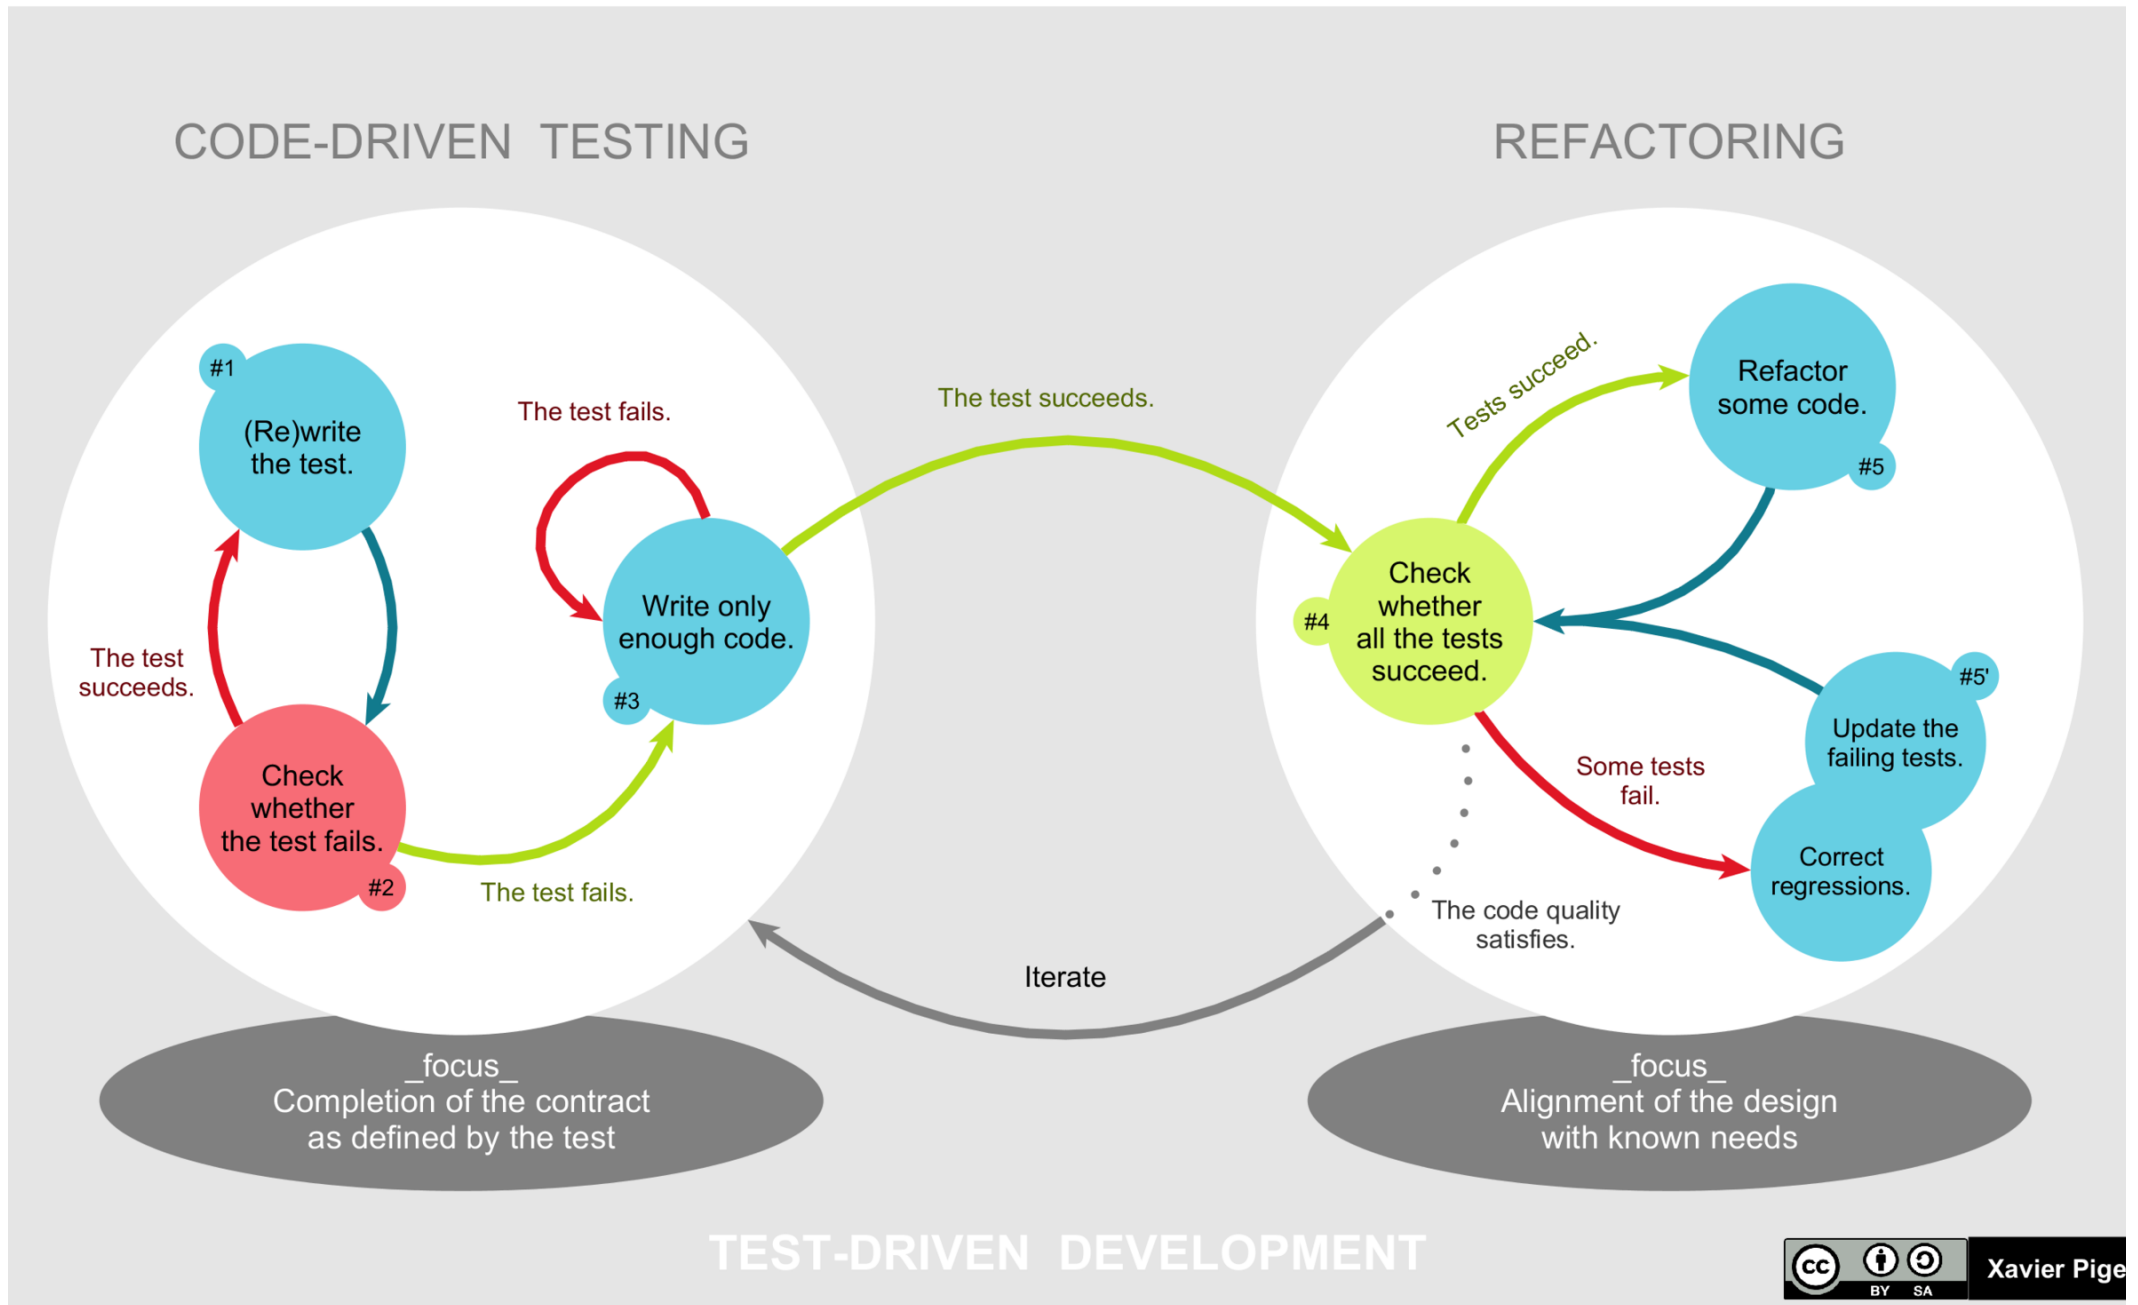 CODE-DRIVEN TESTING
REFACTORING
#1
(Re)write
the test.
The test fails.
The test succeeds.
Tests succeed.
Refactor
some code.
#5
Write only
enough code.
#3
The test
succeeds.
Check
whether
the test fails.
#2
The test fails.
#4
Check
whether
all the tests
succeed.
#5'
Update the
failing tests.
Some tests
fail.
Correct
regressions.
The code quality
satisfies.
Iterate
_focus_
Completion of the contract
as defined by the test
_focus_
Alignment of the design
with known needs
TEST-DRIVEN DEVELOPMENT
cc
BY SA
Xavier Pige